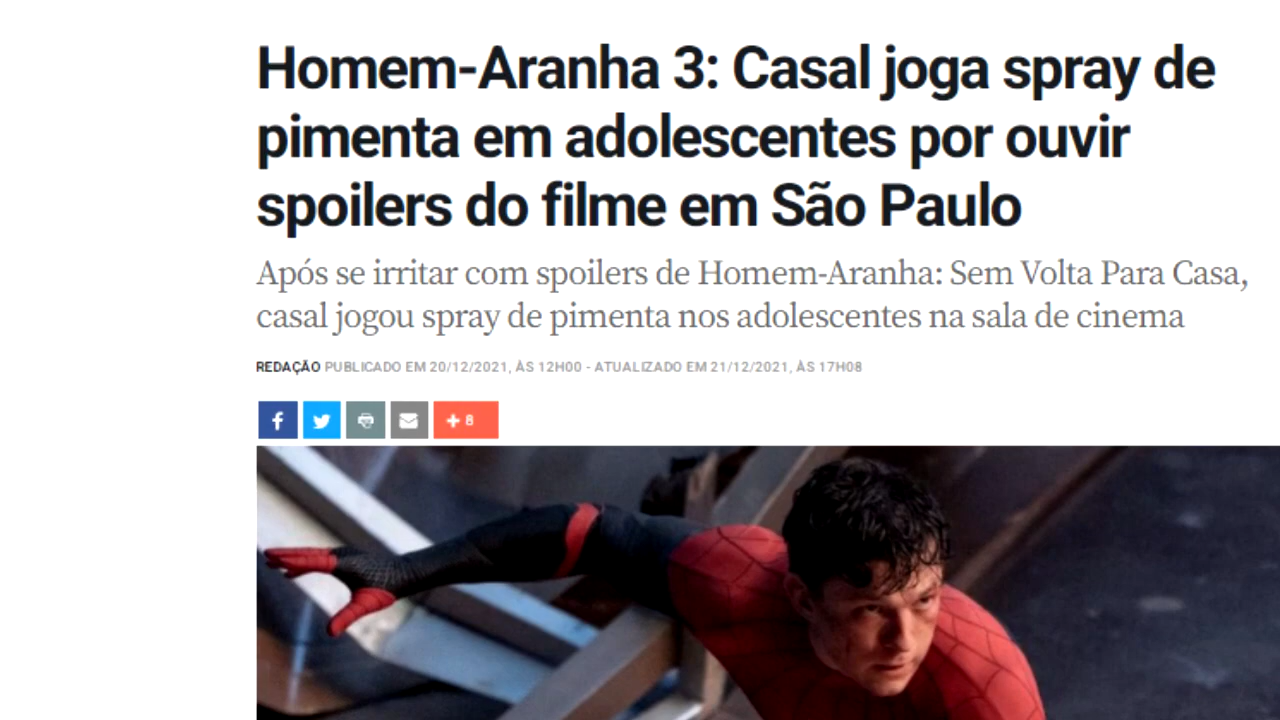 Homem-Aranha 3: Casal joga spray de
pimenta em adolescentes por ouvir
spoilers do filme em São Paulo
Após se irritar com spoilers de Homem-Aranha: Sem Volta Para Casa,
casal jogou spray de pimenta nos adolescentes na sala de cinema
REDAÇÃO PUBLICADO EM 20/12/2021, ÀS 12H00 - ATUALIZADO EM 21/12/2021, ÀS 17H08
+ 8